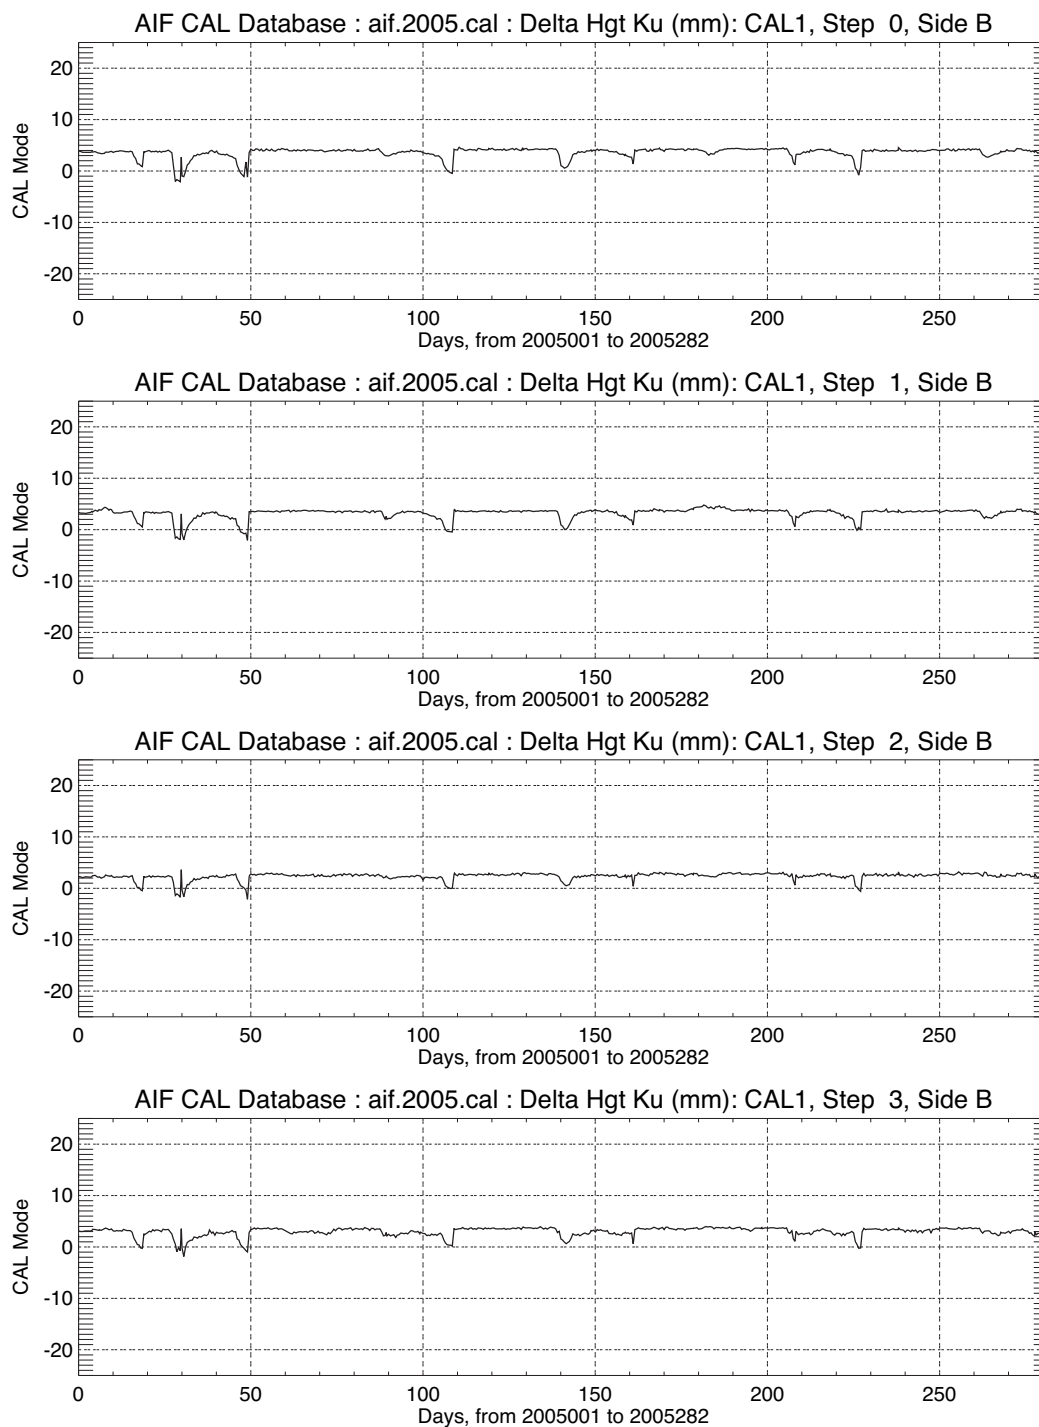 AIF CAL Database : aif.2005.cal : Delta Hgt Ku (mm): CAL1, Step 0, Side B
20
10
0
-10
-20
CAL Mode
0 50 100 150 200 250
Days, from 2005001 to 2005282
AIF CAL Database : aif.2005.cal : Delta Hgt Ku (mm): CAL1, Step 1, Side B
20
10
0
-10
-20
CAL Mode
0 50 100 150 200 250
Days, from 2005001 to 2005282
AIF CAL Database : aif.2005.cal : Delta Hgt Ku (mm): CAL1, Step 2, Side B
20
10
0
-10
-20
CAL Mode
0 50 100 150 200 250
Days, from 2005001 to 2005282
AIF CAL Database : aif.2005.cal : Delta Hgt Ku (mm): CAL1, Step 3, Side B
20
10
0
-10
-20
CAL Mode
0 50 100 150 200 250
Days, from 2005001 to 2005282